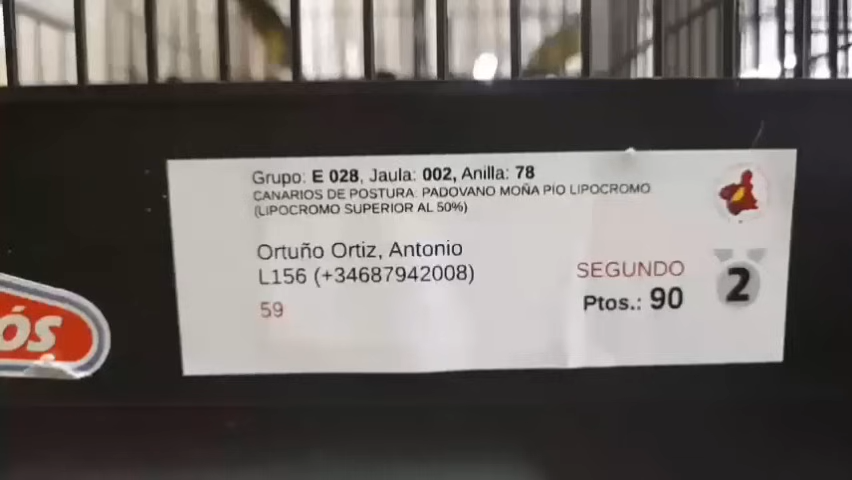 Grupo: E 028, Jaula: 002, Anilla: 78
CANARIOS DE POSTURA: PADOVANO MOÑA PÍO LIPOCROMO
(LIPOCROMO SUPERIOR AL 50%)
Ortuño Ortiz, Antonio
L156 (+34687942008)
59
SEGUNDO
Ptos.: 90
2
ós